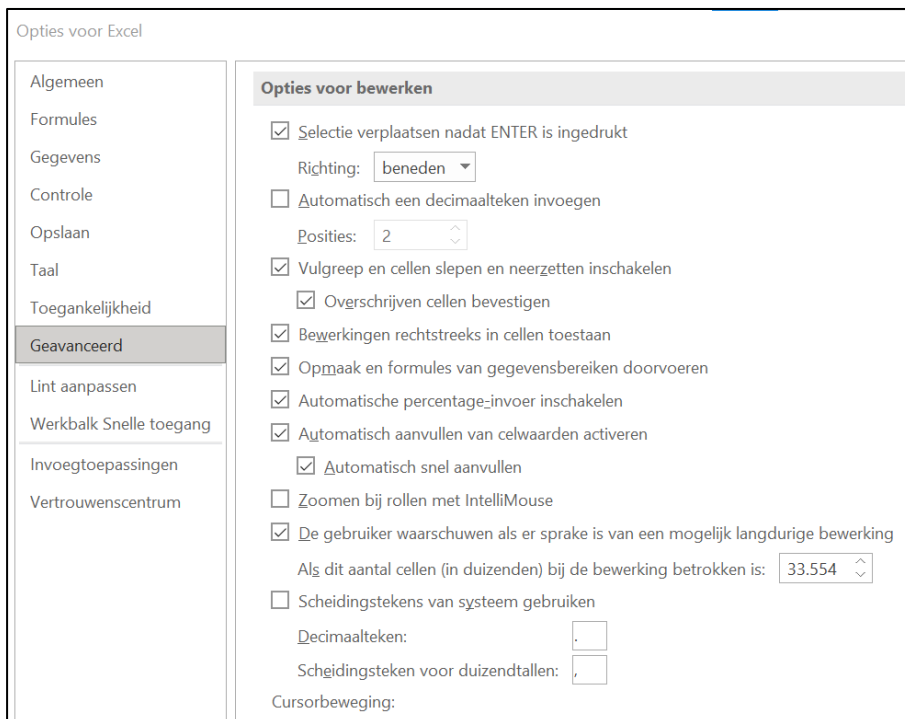 Opties voor Excel
Algemeen
Formules
Gegevens
Controle
Opslaan
Taal
Toegankelijkheid
Geavanceerd
Lint aanpassen
Werkbalk Snelle toegang
Invoegtoepassingen
Vertrouwenscentrum
Opties voor bewerken
Selectie verplaatsen nadat ENTER is ingedrukt
Richting: beneden
Automatisch een decimaalteken invoegen
Posities: 2
Vulgreep en cellen slepen en neerzetten inschakelen
Overschrijven cellen bevestigen
Bewerkingen rechtstreeks in cellen toestaan
Opmaak en formules van gegevensbereiken doorvoeren
Automatische percentage-invoer inschakelen
Automatisch aanvullen van celwaarden activeren
Automatisch snel aanvullen
Zoomen bij rollen met IntelliMouse
De gebruiker waarschuwen als er sprake is van een mogelijk langdurige bewerking
Als dit aantal cellen (in duizenden) bij de bewerking betrokken is: 33.554
Scheidingstekens van systeem gebruiken
Decimaalteken: .
Scheidingsteken voor duizendtallen: ,
Cursorbeweging: